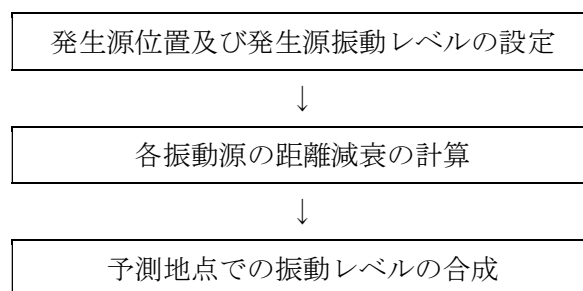 発生源位置及び発生源振動レベルの設定
↓
各振動源の距離減衰の計算
↓
予測地点での振動レベルの合成